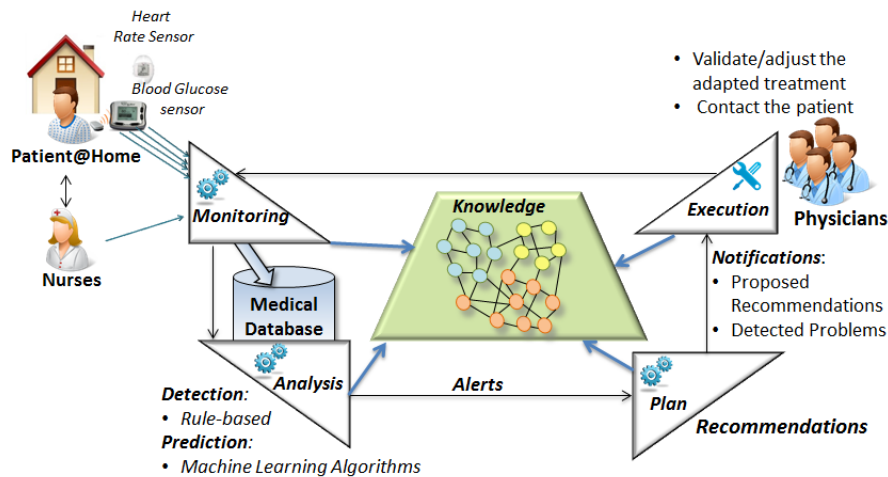 Heart
Rate Sensor
Blood Glucose
sensor
Patient@Home
Nurses
Monitoring
Medical
Database
Analysis
Detection:
• Rule-based
Prediction:
• Machine Learning Algorithms
Knowledge
Alerts
• Validate/adjust the
adapted treatment
• Contact the patient
Execution
Physicians
Notifications:
• Proposed
Recommendations
• Detected Problems
Plan
Recommendations